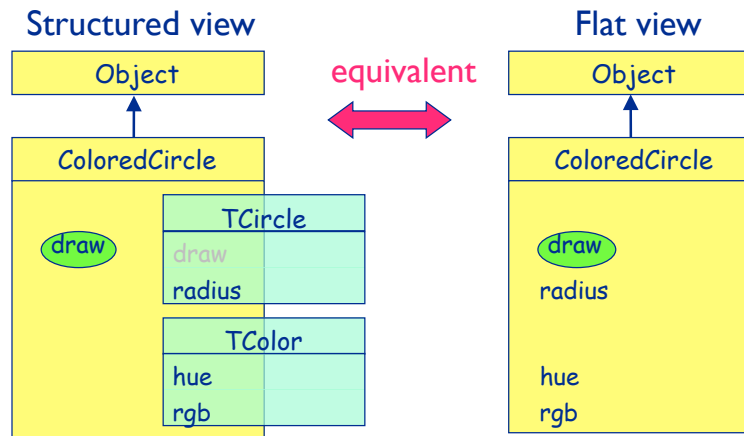 Structured view
Object
ColoredCircle
draw
TCircle
draw
radius
TColor
hue
rgb
equivalent
Flat view
Object
ColoredCircle
draw
radius
hue
rgb